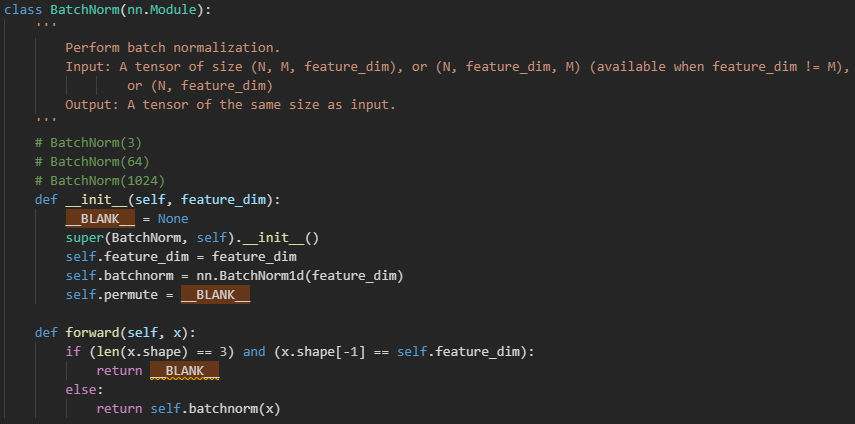 class BatchNorm(nn.Module):
    '''
        Perform batch normalization.
        Input: A tensor of size (N, M, feature_dim), or (N, feature_dim, M) (available when feature_dim != M),
                or (N, feature_dim)
        Output: A tensor of the same size as input.
    '''
    # BatchNorm(3)
    # BatchNorm(64)
    # BatchNorm(1024)
    def __init__(self, feature_dim):
        __BLANK__ = None
        super(BatchNorm, self).__init__()
        self.feature_dim = feature_dim
        self.batchnorm = nn.BatchNorm1d(feature_dim)
        self.permute = __BLANK__

    def forward(self, x):
        if (len(x.shape) == 3) and (x.shape[-1] == self.feature_dim):
            return __BLANK__
        else:
            return self.batchnorm(x)